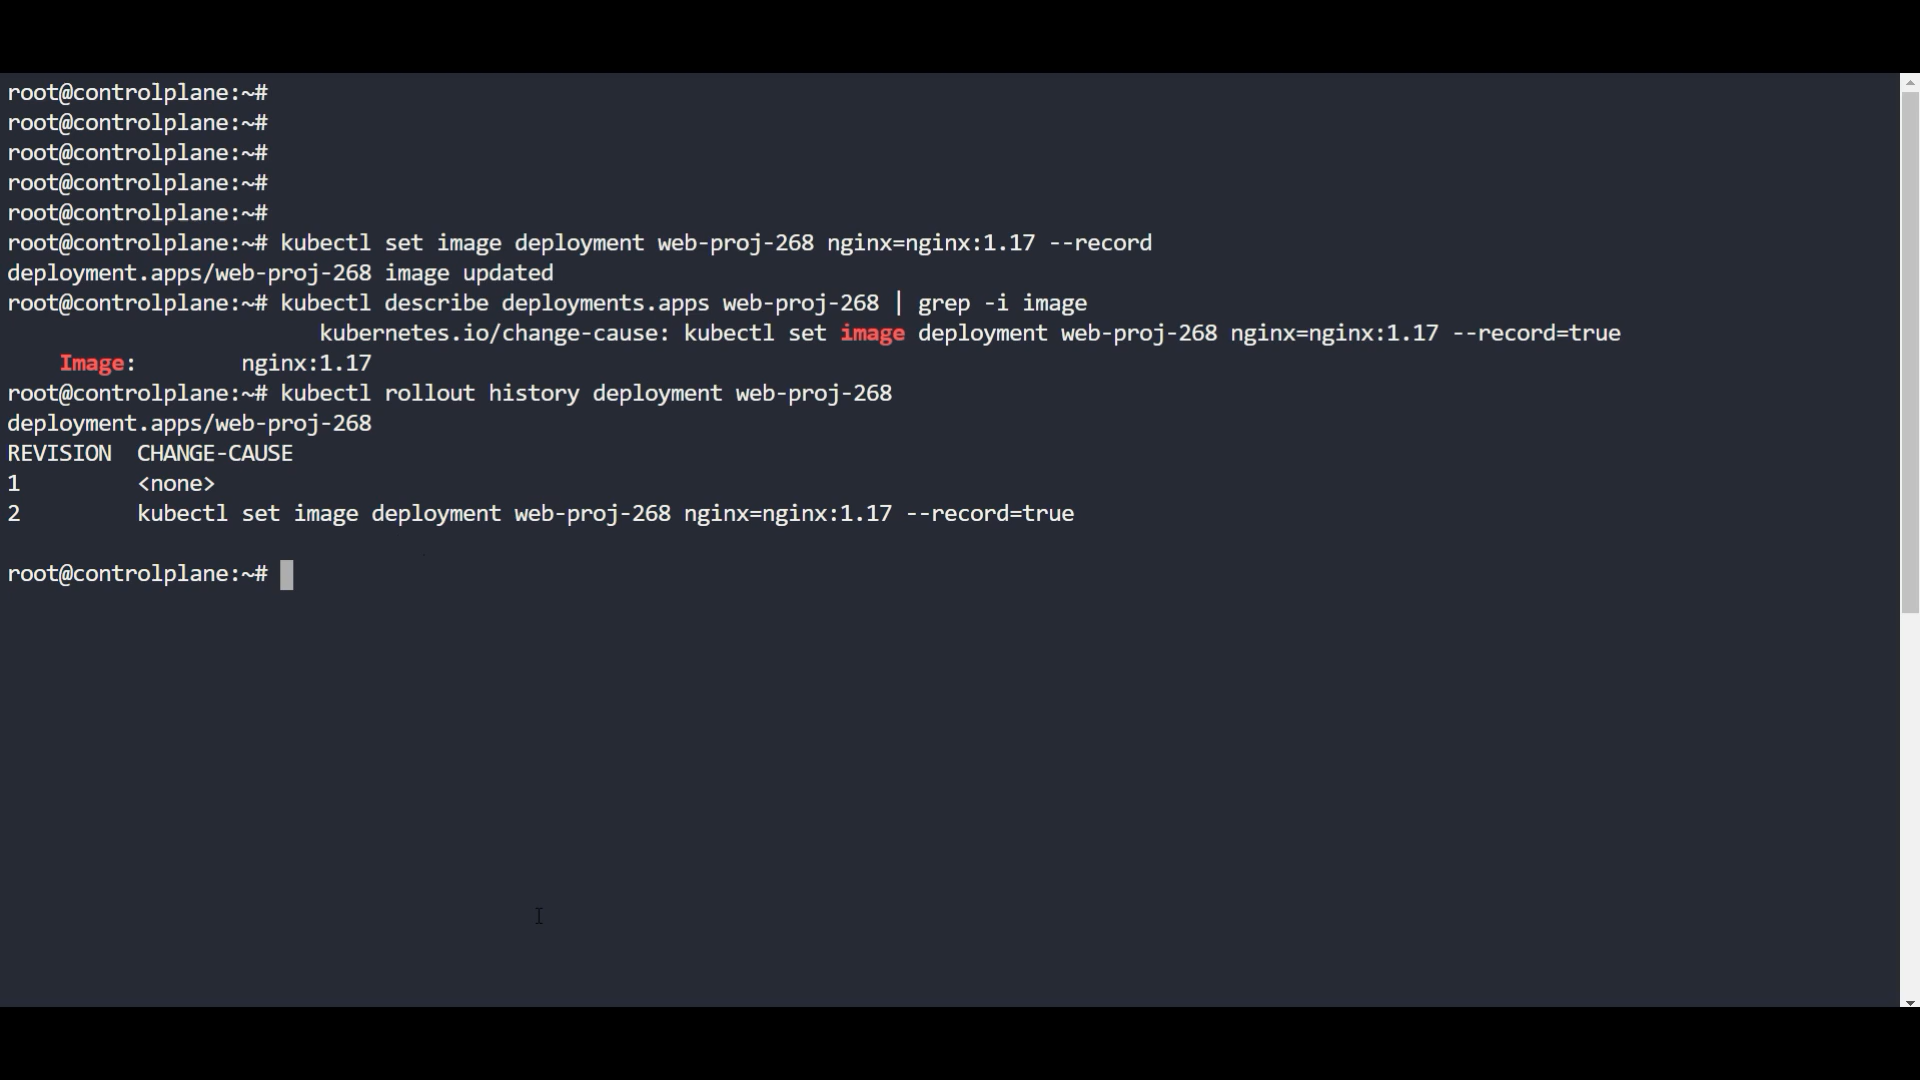 root@controlplane:~#
root@controlplane:~#
root@controlplane:~#
root@controlplane:~#
root@controlplane:~#
root@controlplane:~# kubectl set image deployment web-proj-268 nginx=nginx:1.17 --record
deployment.apps/web-proj-268 image updated
root@controlplane:~# kubectl describe deployments.apps web-proj-268 | grep -i image
                        kubernetes.io/change-cause: kubectl set image deployment web-proj-268 nginx=nginx:1.17 --record=true
    Image:        nginx:1.17
root@controlplane:~# kubectl rollout history deployment web-proj-268
deployment.apps/web-proj-268
REVISION  CHANGE-CAUSE
1         <none>
2         kubectl set image deployment web-proj-268 nginx=nginx:1.17 --record=true

root@controlplane:~#